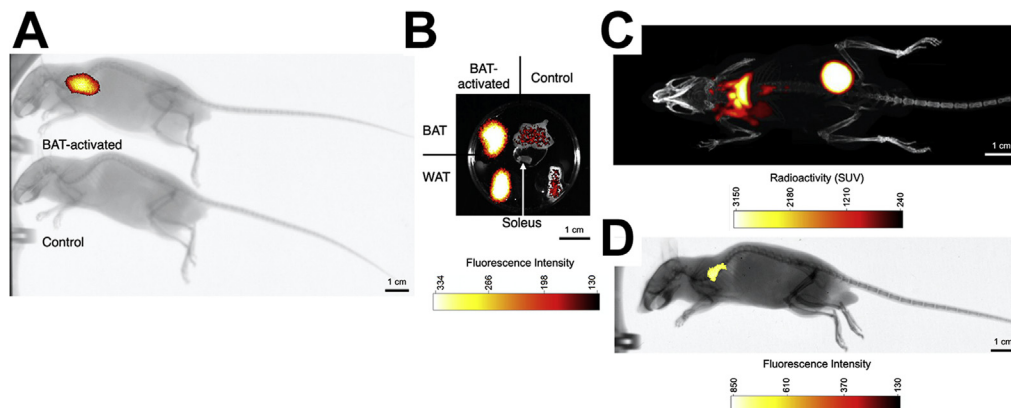 A
BAT-activated
Control
1 cm
B
BAT-
activated
Control
BAT
WAT
Soleus
1 cm
Fluorescence Intensity
334
266
198
130
C
1 cm
Radioactivity (SUV)
3150
2180
1210
240
D
1 cm
Fluorescence Intensity
850
610
370
130